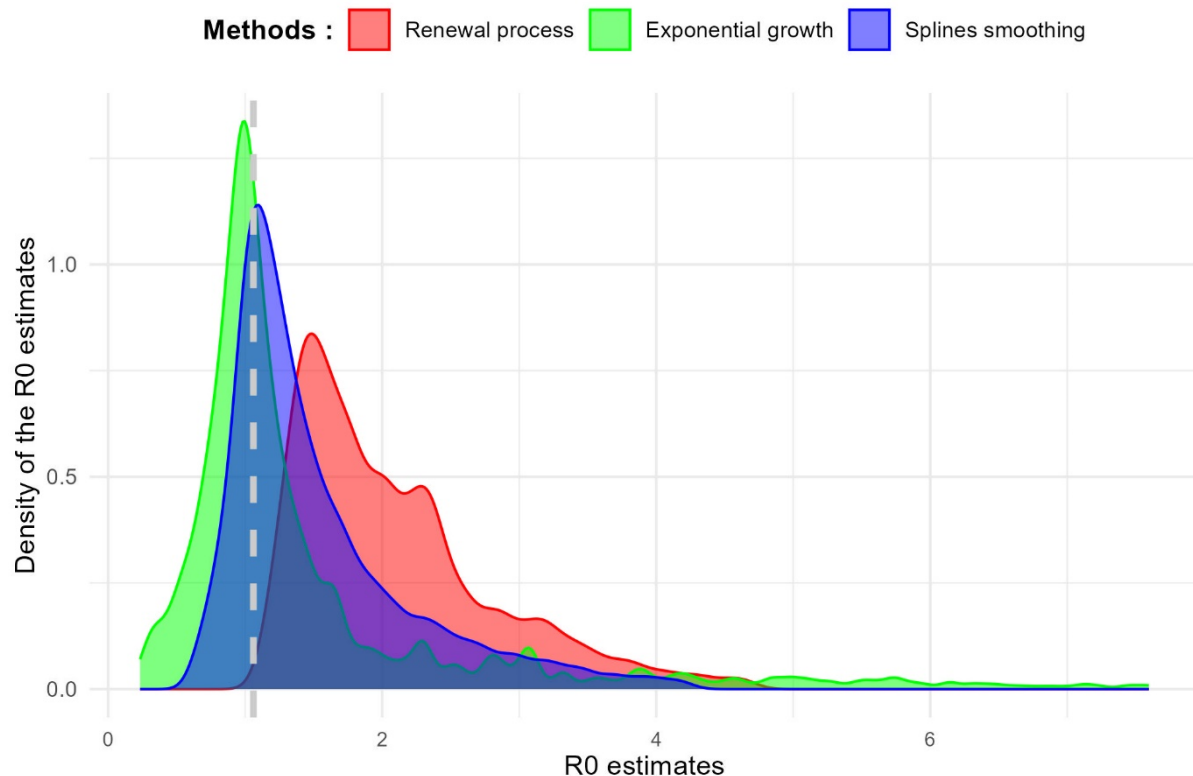 Methods : Renewal process Exponential growth Splines smoothing
Density of the R0 estimates
1.0
0.5
0.0
0 2 4 6
R0 estimates